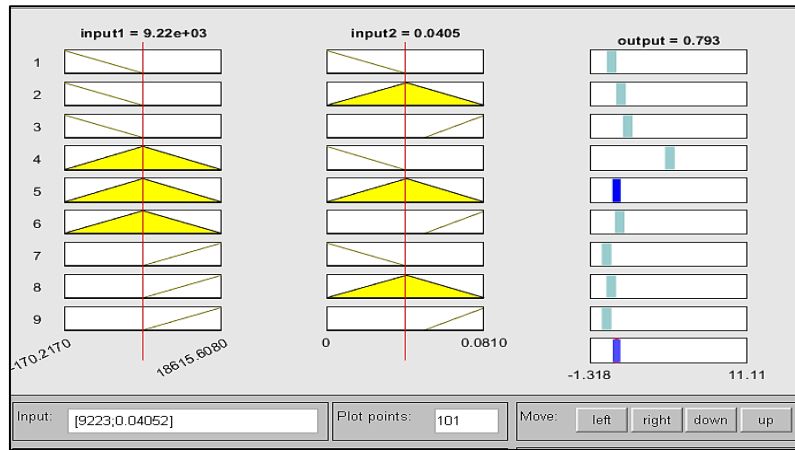 input1 = 9.22e+03
input2 = 0.0405
output = 0.793
1
2
3
4
5
6
7
8
9
-170.2170
18615.6080
0
0.0810
-1.318
11.11
Input:
[9223;0.04052]
Plot points:
101
Move:
left
right
down
up